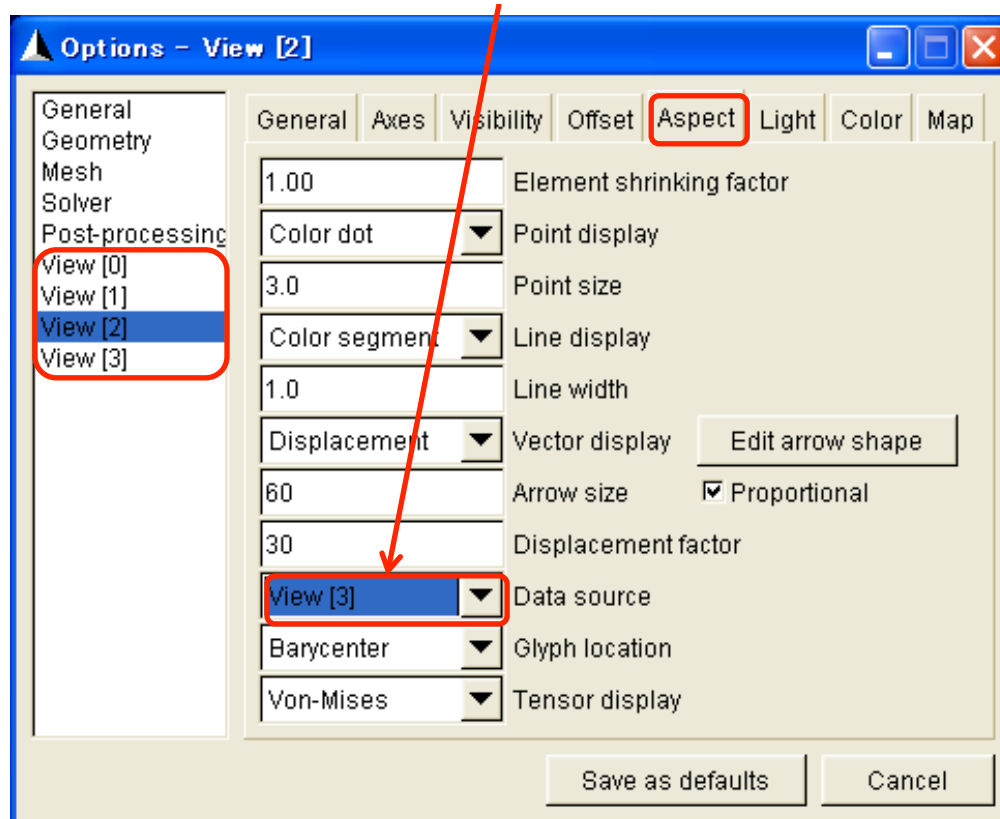 Options - View [2]
General
Geometry
Mesh
Solver
Post-processing
View [0]
View [1]
View [2]
View [3]
General Axes Visibility Offset Aspect Light Color Map
1.00 Element shrinking factor
Color dot Point display
3.0 Point size
Color segment Line display
1.0 Line width
Displacement Vector display Edit arrow shape
60 Arrow size Proportional
30 Displacement factor
View [3] Data source
Barycenter Glyph location
Von-Mises Tensor display
Save as defaults Cancel